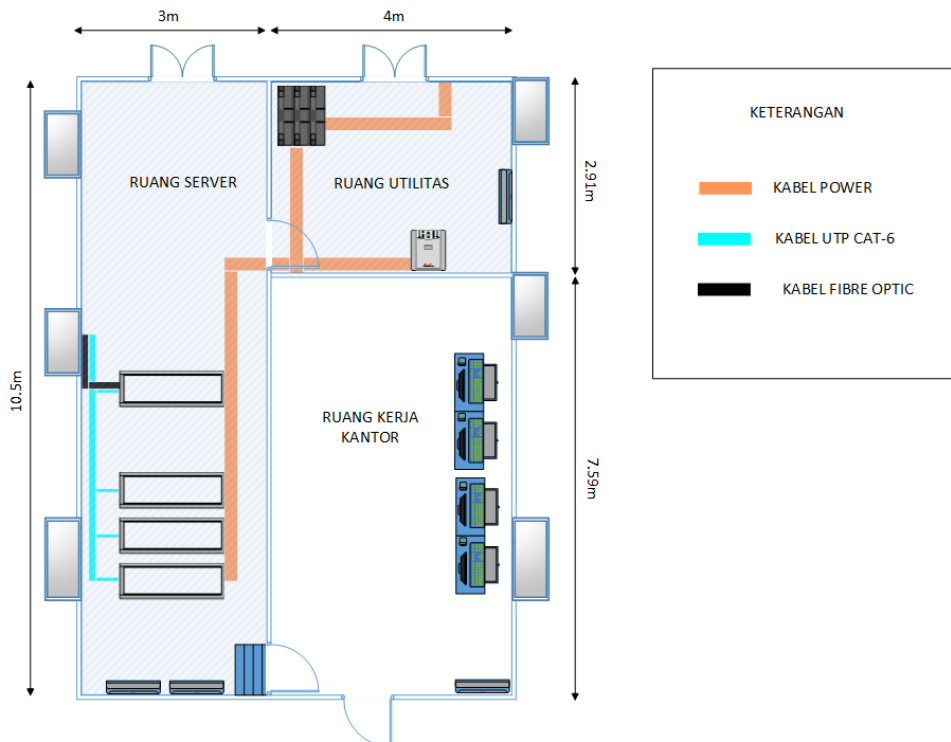 3m
4m
RUANG SERVER
RUANG UTILITAS
2.91m
10.5m
RUANG KERJA
KANTOR
7.59m
KETERANGAN
KABEL POWER
KABEL UTP CAT-6
KABEL FIBRE OPTIC